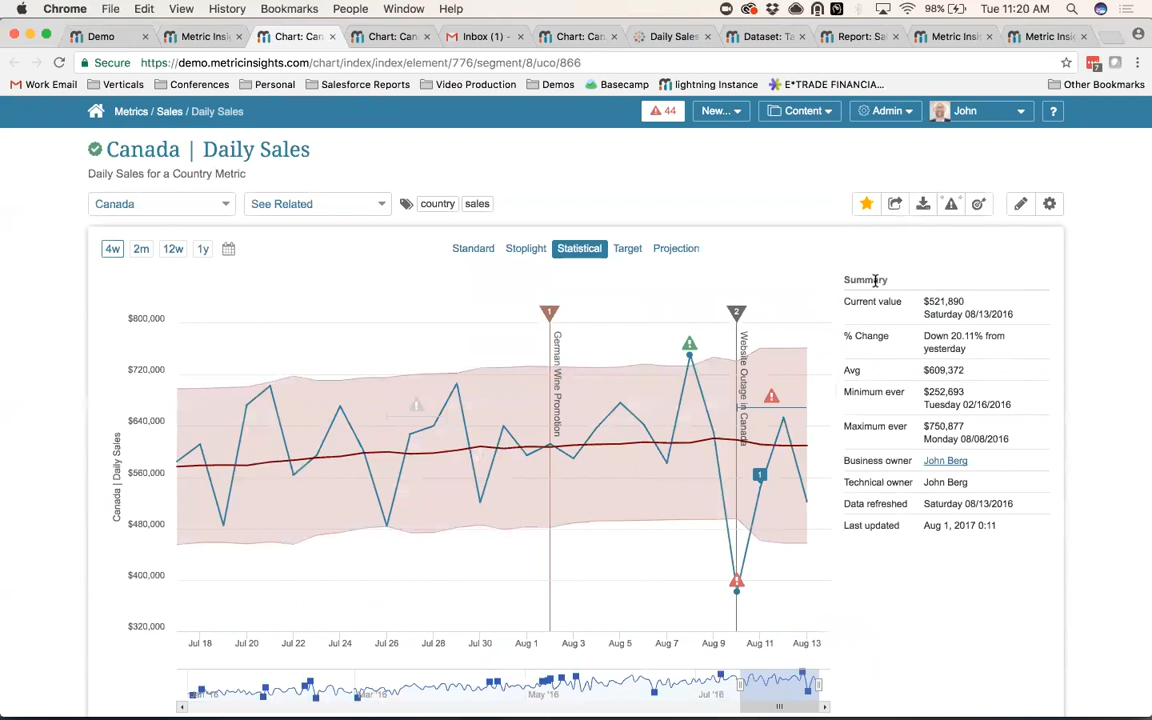 Chrome File Edit View History Bookmarks People Window Help 98% Tue 11:20 AM
Demo Metric Insi Chart: Can Chart: Can Inbox (1) - Chart: Can Daily Sales Dataset: Ta Report: Sal Metric Insi Metric Insi
Secure https://demo.metricinsights.com/chart/index/index/element/776/segment/8/uco/866 7
Work Email Verticals Conferences Personal Salesforce Reports Video Production Demos Basecamp lightning Instance E*TRADE FINANCIA... Other Bookmarks
Metrics / Sales / Daily Sales 44 New... Content Admin John ?
Canada | Daily Sales
Daily Sales for a Country Metric
Canada See Related country sales
4w 2m 12w 1y Standard Stoplight Statistical Target Projection
Summary
Current value $521,890
Saturday 08/13/2016
% Change Down 20.11% from
yesterday
Avg $609,372
Minimum ever $252,693
Tuesday 02/16/2016
Maximum ever $750,877
Monday 08/08/2016
Business owner John Berg
Technical owner John Berg
Data refreshed Saturday 08/13/2016
Last updated Aug 1, 2017 0:11
Canada | Daily Sales
$800,000
$720,000
$640,000
$560,000
$480,000
$400,000
$320,000
1
German Wine Promotion
2
Website Outage in Canada
1
Jul 18 Jul 20 Jul 22 Jul 24 Jul 26 Jul 28 Jul 30 Aug 1 Aug 3 Aug 5 Aug 7 Aug 9 Aug 11 Aug 13
Mar '16 May '16 Jul '16